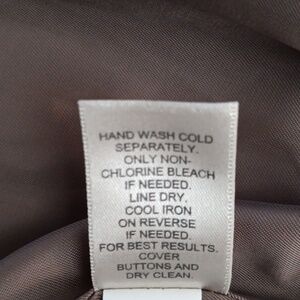 HAND WASH COLD
SEPARATELY.
ONLY NON-
CHLORINE BLEACH
IF NEEDED.
LINE DRY.
COOL IRON
ON REVERSE
IF NEEDED.
FOR BEST RESULTS.
COVER
BUTTONS AND
DRY CLEAN.